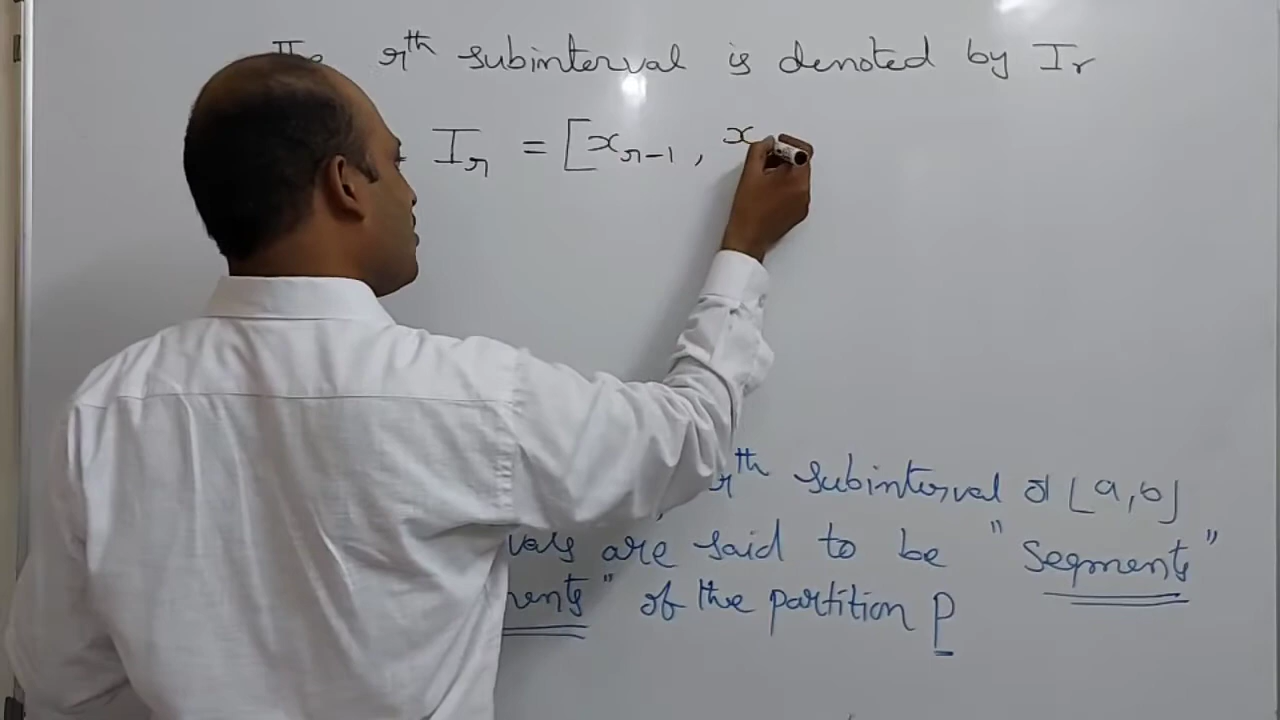 rth subinterval is denoted by Ir
Ir = [xr-1, x
rth subinterval of [a,b]
are said to be "segments"
" of the partition P